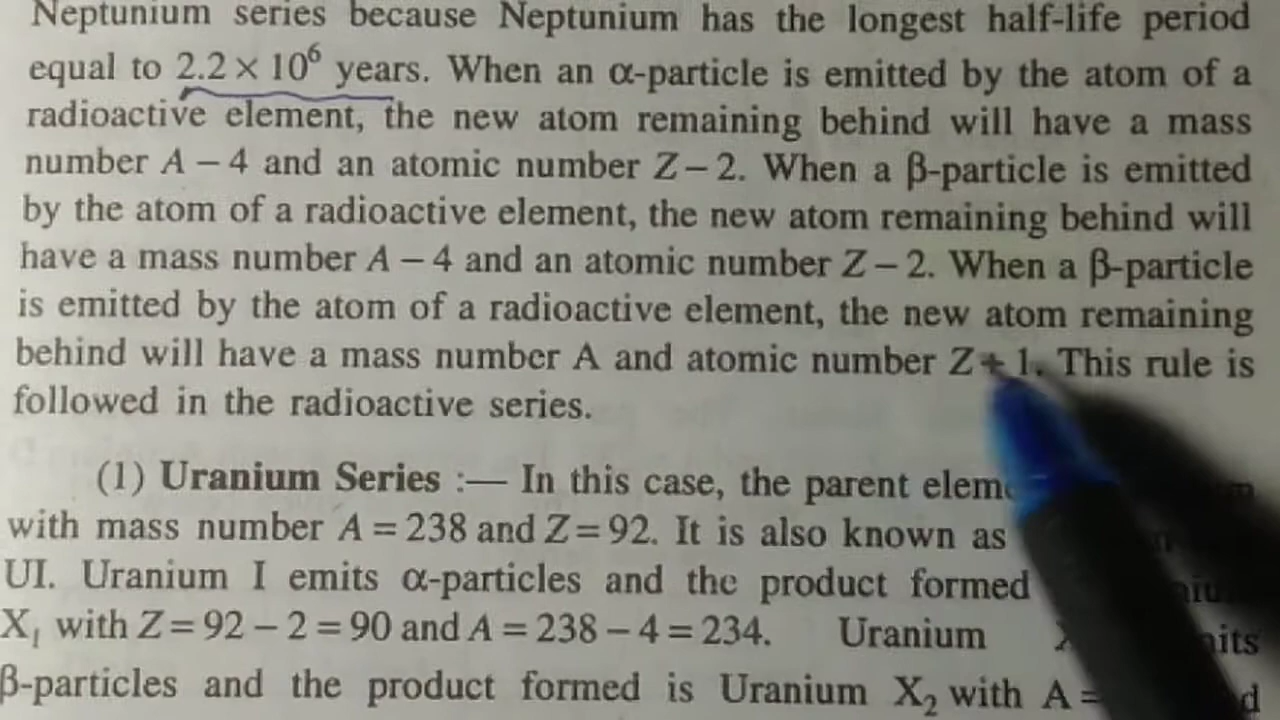 Neptunium series because Neptunium has the longest half-life period
equal to 2.2 × 10⁶ years. When an α-particle is emitted by the atom of a
radioactive element, the new atom remaining behind will have a mass
number A – 4 and an atomic number Z – 2. When a β-particle is emitted
by the atom of a radioactive element, the new atom remaining behind will
have a mass number A – 4 and an atomic number Z – 2. When a β-particle
is emitted by the atom of a radioactive element, the new atom remaining
behind will have a mass number A and atomic number Z + 1. This rule is
followed in the radioactive series.
(1) Uranium Series :— In this case, the parent
with mass number A = 238 and Z = 92. It is also known as
UI. Uranium I emits α-particles and the product formed
X₁ with Z = 92 – 2 = 90 and A = 238 – 4 = 234. Uranium
β-particles and the product formed is Uranium X₂ with A =